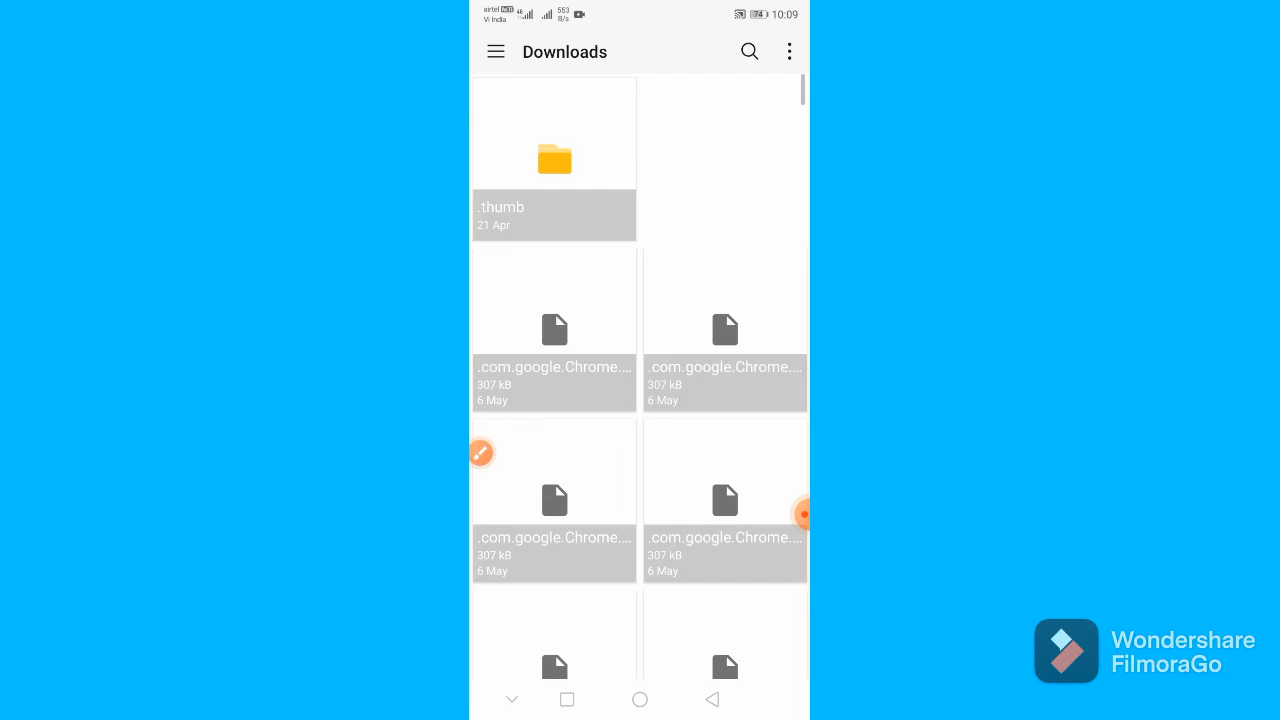 airtel VoLTE 4G 553 74 10:09
Vi India B/s
Downloads
.thumb
21 Apr
.com.google.Chrome....
307 kB
6 May
.com.google.Chrome....
307 kB
6 May
.com.google.Chrome....
307 kB
6 May
.com.google.Chrome....
307 kB
6 May
Wondershare
FilmoraGo